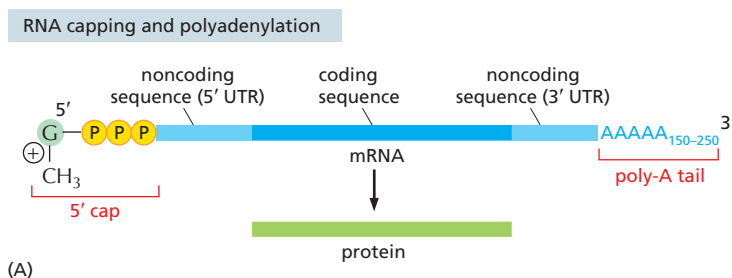 RNA capping and polyadenylation
noncoding
sequence (5′ UTR)
coding
sequence
noncoding
sequence (3′ UTR)
5′
G
P P P
+
CH3
5′ cap
mRNA
AAAAA150–250
3
poly-A tail
protein
(A)